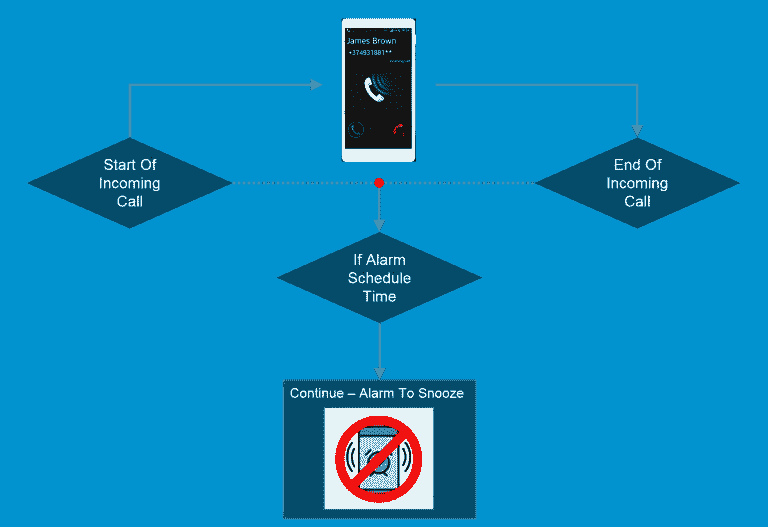 James Brown
+374931881**
Start Of
Incoming
Call
End Of
Incoming
Call
If Alarm
Schedule
Time
Continue – Alarm To Snooze